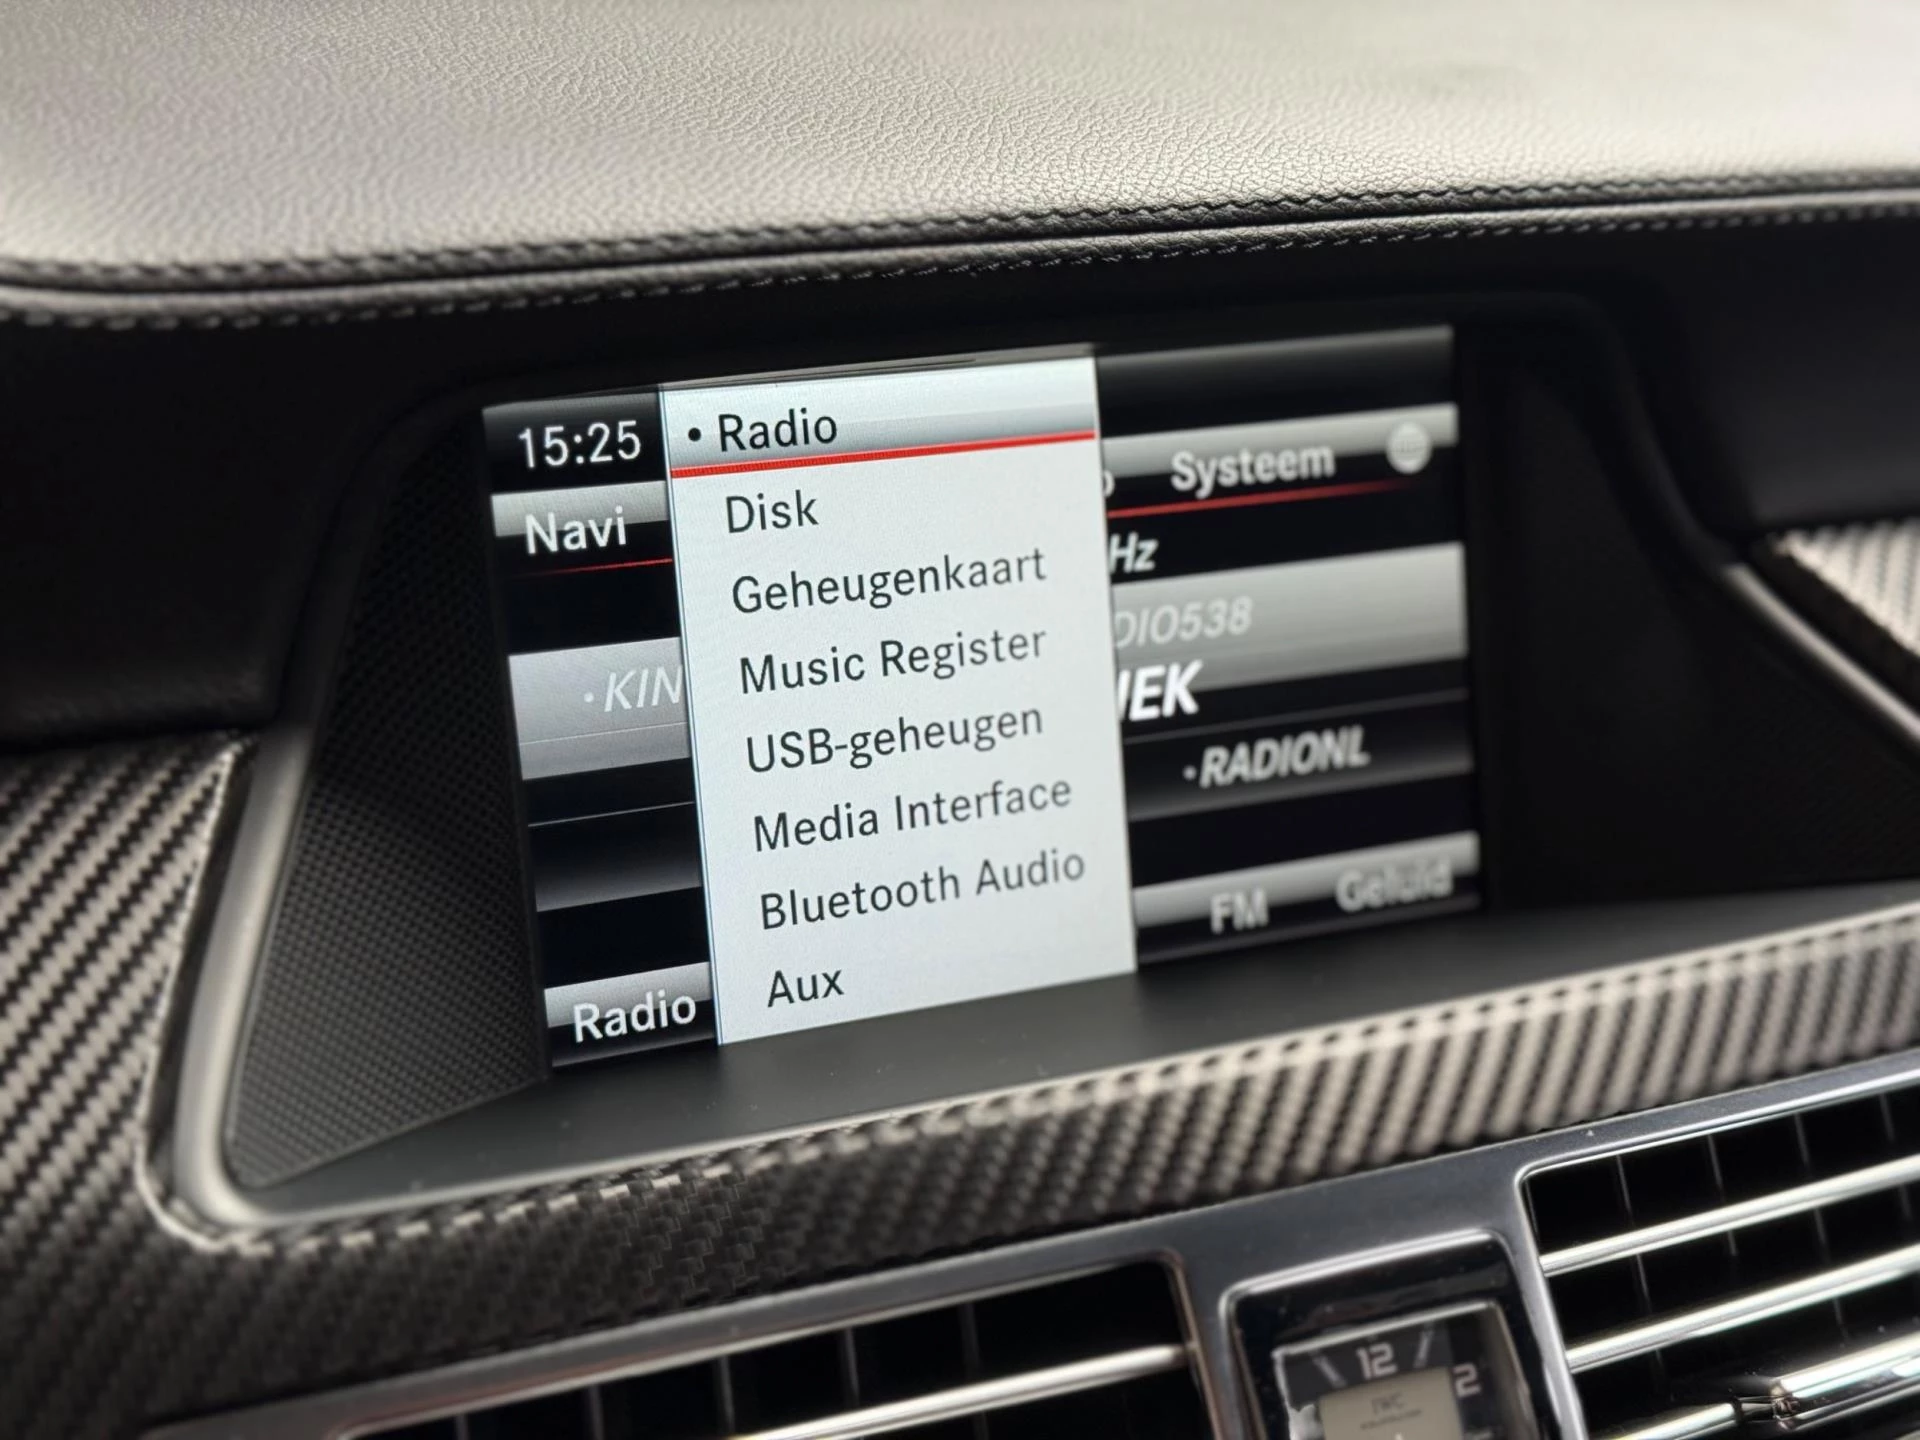 15:25
• Radio
Navi
Systeem
Disk
Hz
Geheugenkaart
·KIN
DIO538
Music Register
JEK
USB-geheugen
·RADIONL
Media Interface
Bluetooth Audio
FM
Geluid
Radio
Aux
12
2
IWC